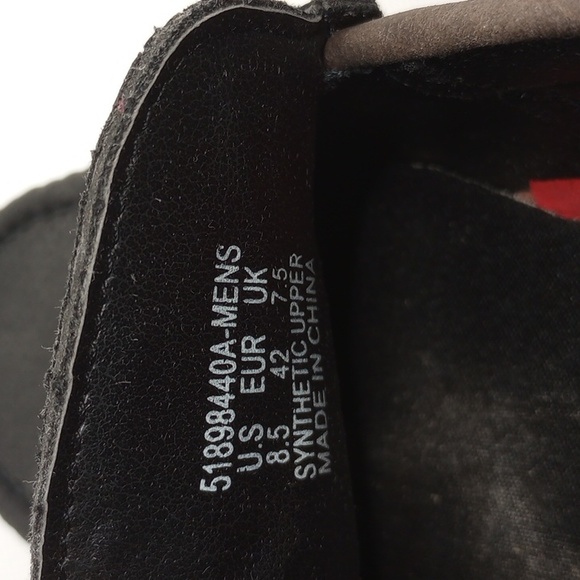 51898440A-MENS
U.S EUR UK
8.5 42 7.5
SYNTHETIC UPPER
MADE IN CHINA